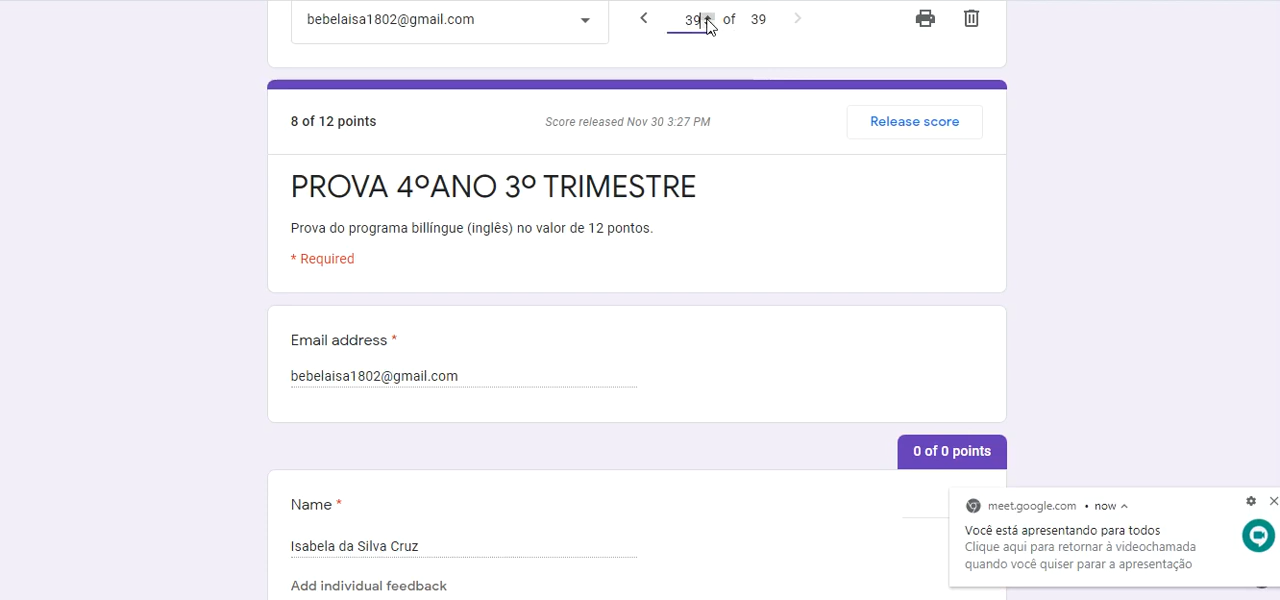 bebelaisa1802@gmail.com
39 of 39
8 of 12 points
Score released Nov 30 3:27 PM
Release score
PROVA 4ºANO 3º TRIMESTRE
Prova do programa billíngue (inglês) no valor de 12 pontos.
* Required
Email address *
bebelaisa1802@gmail.com
0 of 0 points
Name *
Isabela da Silva Cruz
Add individual feedback
meet.google.com • now
Você está apresentando para todos
Clique aqui para retornar à videochamada
quando você quiser parar a apresentação